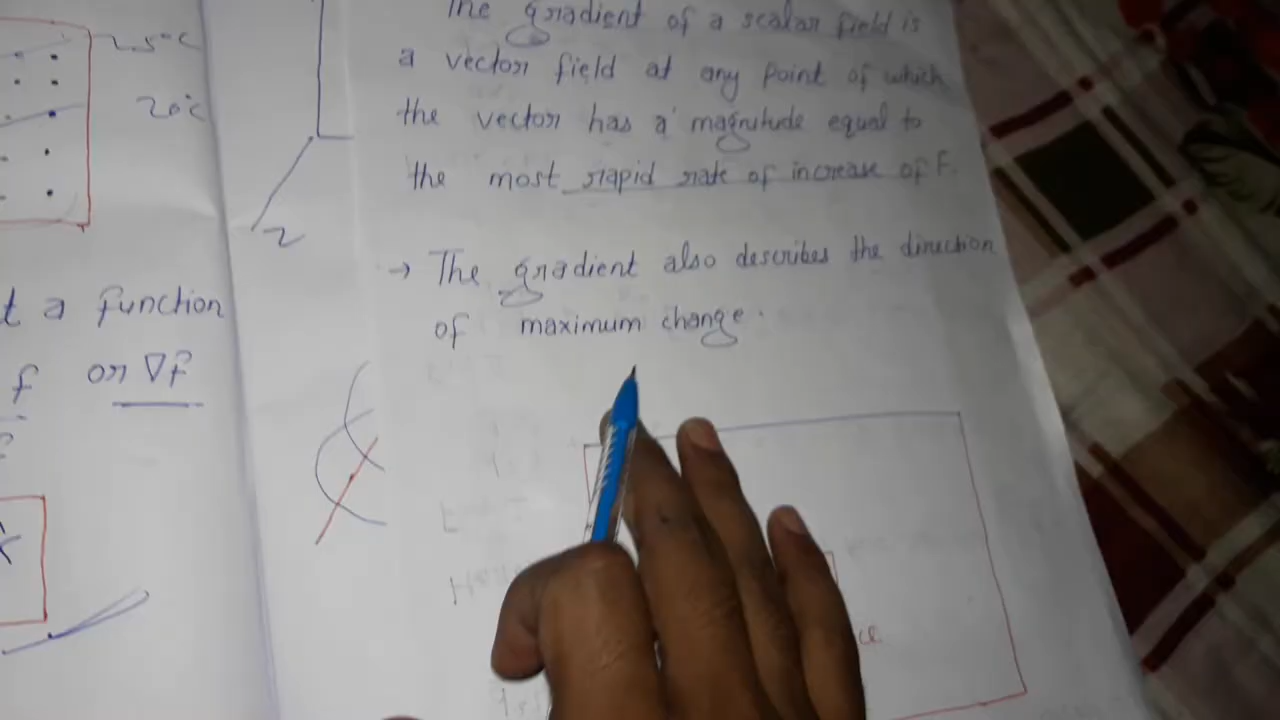 25°C
20°C
z
t a function
f or ∇f
The gradient of a scalar field is
a vector field at any point of which
the vector has a magnitude equal to
the most rapid rate of increase of F.
→ The gradient also describes the direction
of maximum change.